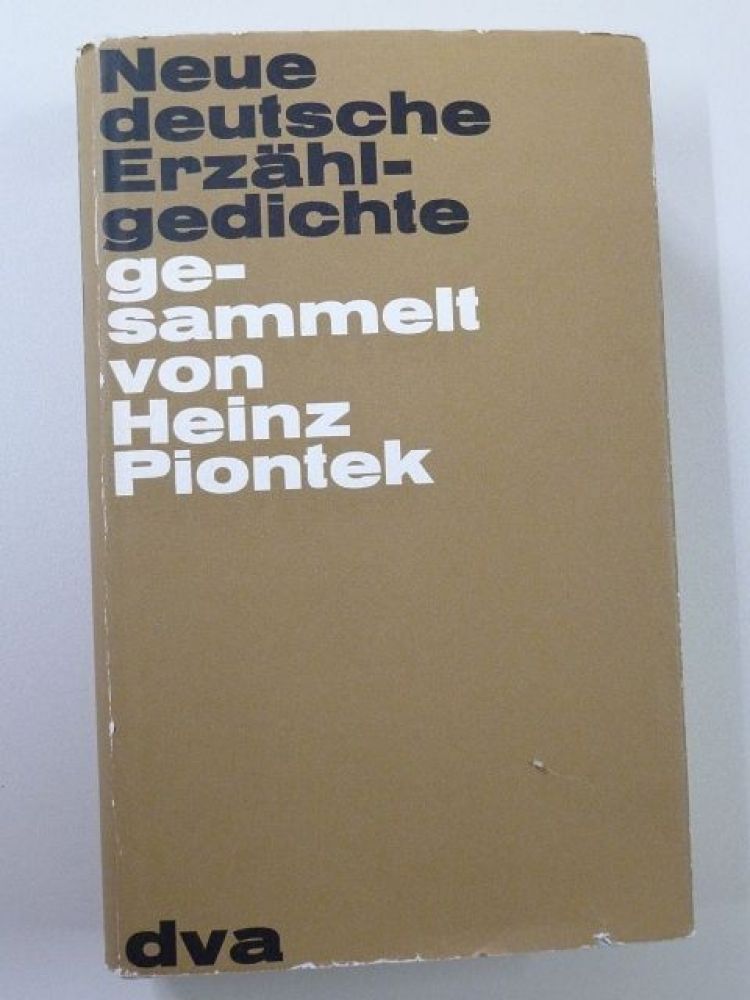 Neue
deutsche
Erzähl-
gedichte
ge-
sammelt
von
Heinz
Piontek
dva